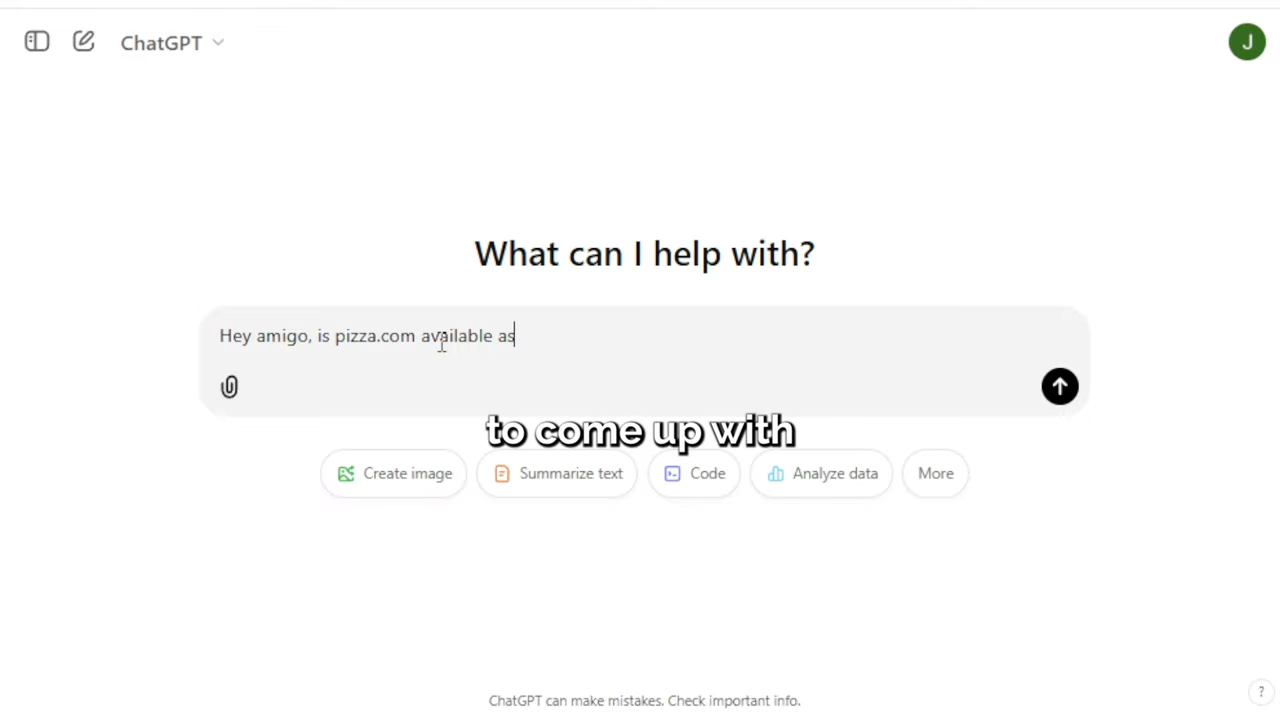 ChatGPT
J
What can I help with?
Hey amigo, is pizza.com available as
to come up with
Create image
Summarize text
Code
Analyze data
More
ChatGPT can make mistakes. Check important info.
?